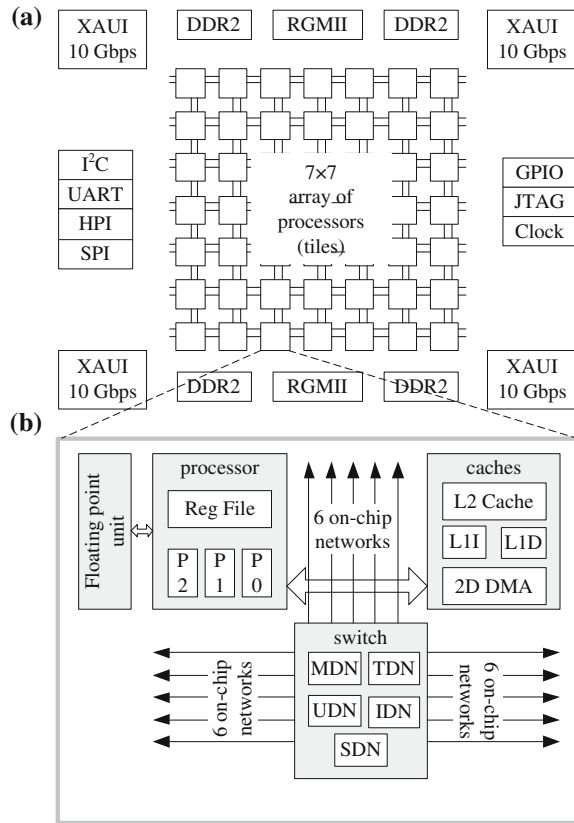 (a)
XAUI
10 Gbps
DDR2
RGMII
DDR2
XAUI
10 Gbps
I²C
UART
HPI
SPI
7×7
array of
processors
(tiles)
GPIO
JTAG
Clock
XAUI
10 Gbps
DDR2
RGMII
DDR2
XAUI
10 Gbps
(b)
Floating point
unit
processor
Reg File
P
2
P
1
P
0
6 on-chip
networks
caches
L2 Cache
L1I
L1D
2D DMA
switch
MDN
TDN
UDN
IDN
SDN
6 on-chip
networks
6 on-chip
networks